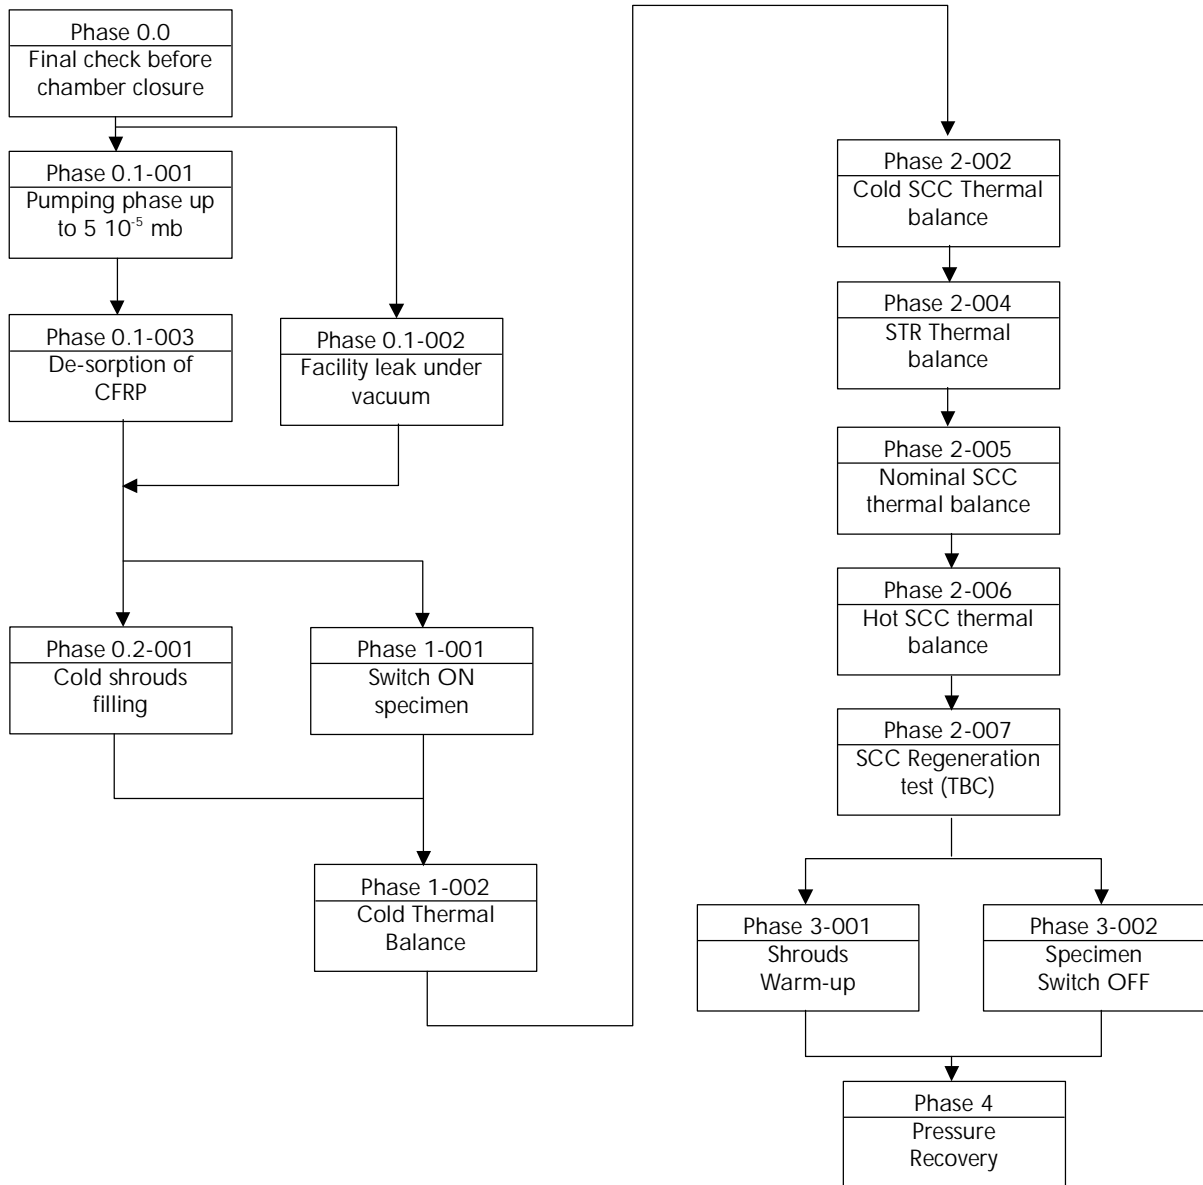 Phase 0.0
Final check before
chamber closure
Phase 0.1-001
Pumping phase up
to 5 10⁻⁵ mb
Phase 0.1-003
De-sorption of
CFRP
Phase 0.1-002
Facility leak under
vacuum
Phase 0.2-001
Cold shrouds
filling
Phase 1-001
Switch ON
specimen
Phase 1-002
Cold Thermal
Balance
Phase 2-002
Cold SCC Thermal
balance
Phase 2-004
STR Thermal
balance
Phase 2-005
Nominal SCC
thermal balance
Phase 2-006
Hot SCC thermal
balance
Phase 2-007
SCC Regeneration
test (TBC)
Phase 3-001
Shrouds
Warm-up
Phase 3-002
Specimen
Switch OFF
Phase 4
Pressure
Recovery